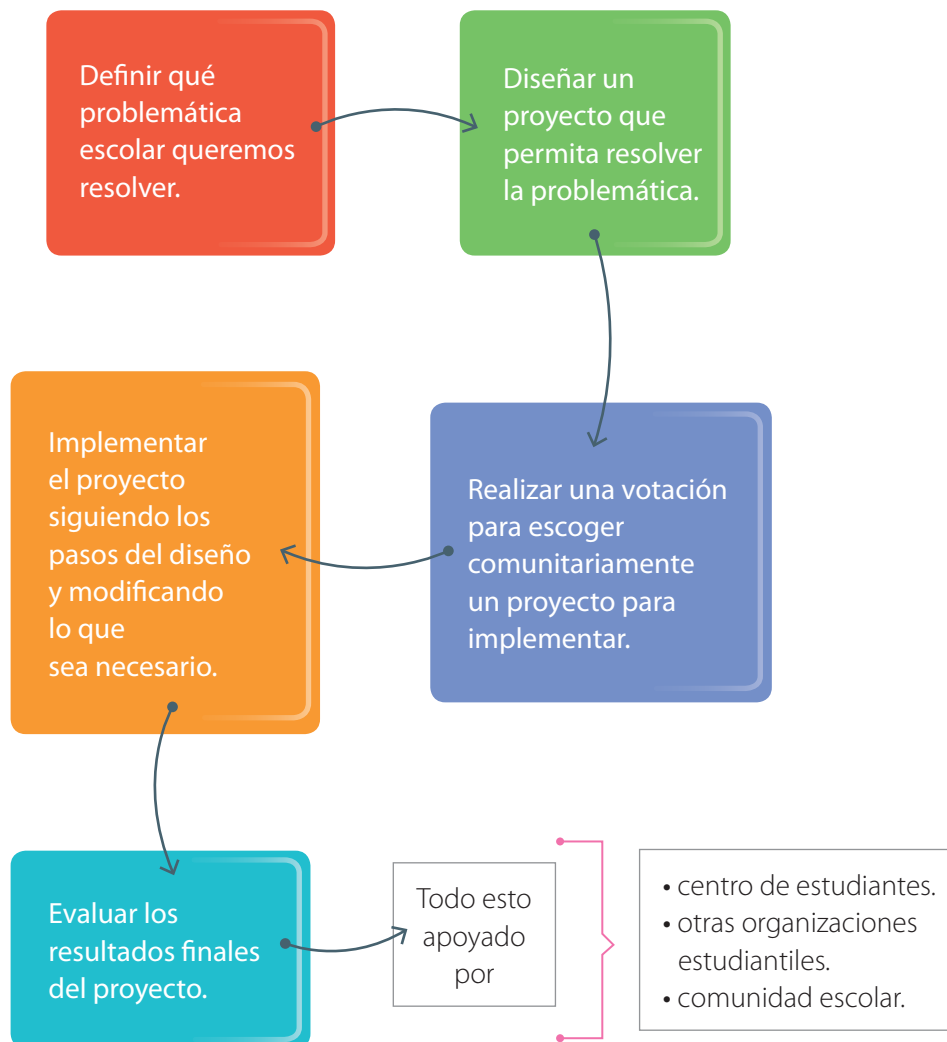 Definir qué
problemática
escolar queremos
resolver.
Diseñar un
proyecto que
permita resolver
la problemática.
Realizar una votación
para escoger
comunitariamente
un proyecto para
implementar.
Implementar
el proyecto
siguiendo los
pasos del diseño
y modificando
lo que
sea necesario.
Evaluar los
resultados finales
del proyecto.
Todo esto
apoyado
por
• centro de estudiantes.
• otras organizaciones
estudiantiles.
• comunidad escolar.